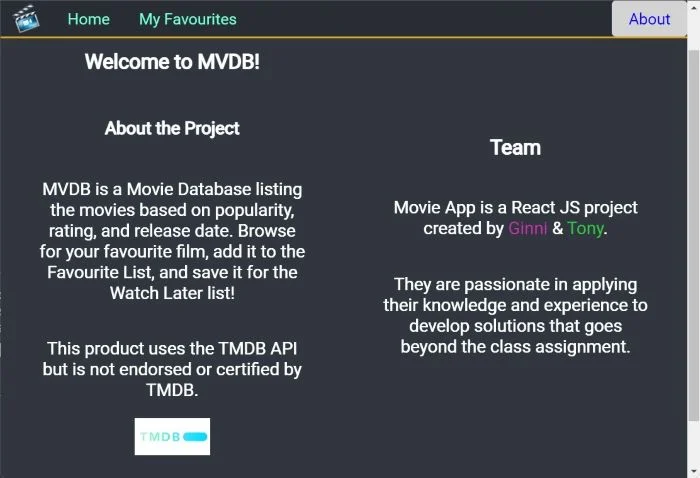 Home
My Favourites
About
Welcome to MVDB!
About the Project
MVDB is a Movie Database listing
the movies based on popularity,
rating, and release date. Browse
for your favourite film, add it to the
Favourite List, and save it for the
Watch Later list!
This product uses the TMDB API
but is not endorsed or certified by
TMDB.
TMDB
Team
Movie App is a React JS project
created by Ginni & Tony.
They are passionate in applying
their knowledge and experience to
develop solutions that goes
beyond the class assignment.